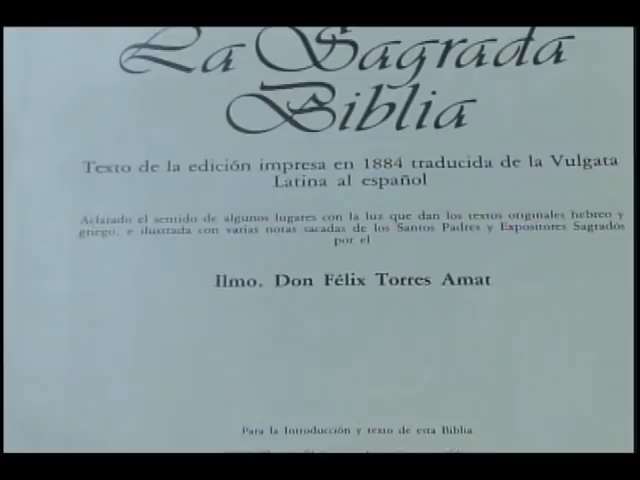 La Sagrada
Biblia
Texto de la edición impresa en 1884 traducida de la Vulgata
Latina al español
Aclarado el sentido de algunos lugares con la luz que dan los textos originales hebreo y
griego, e ilustrada con varias notas sacadas de los Santos Padres y Expositores Sagrados
por el
Ilmo. Don Félix Torres Amat
Para la Introducción y texto de esta Biblia